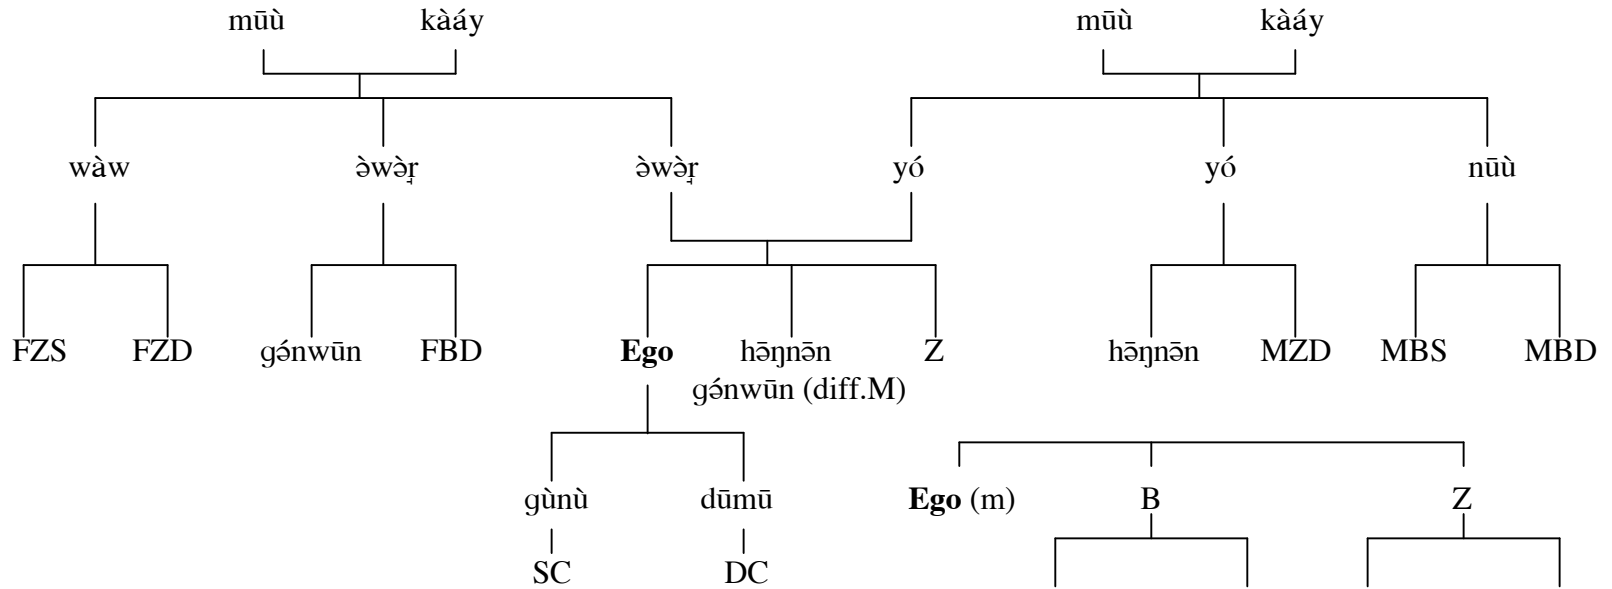 mūù kàáy mūù kàáy
wàw ə̀wə̀r̩ ə̀wə̀r̩ yó yó nūù
FZS FZD gə́nwūn FBD Ego hə̄ŋnə̄n Z hə̄ŋnə̄n MZD MBS MBD
gə́nwūn (diff.M)
gùnù dūmū Ego (m) B Z
SC DC